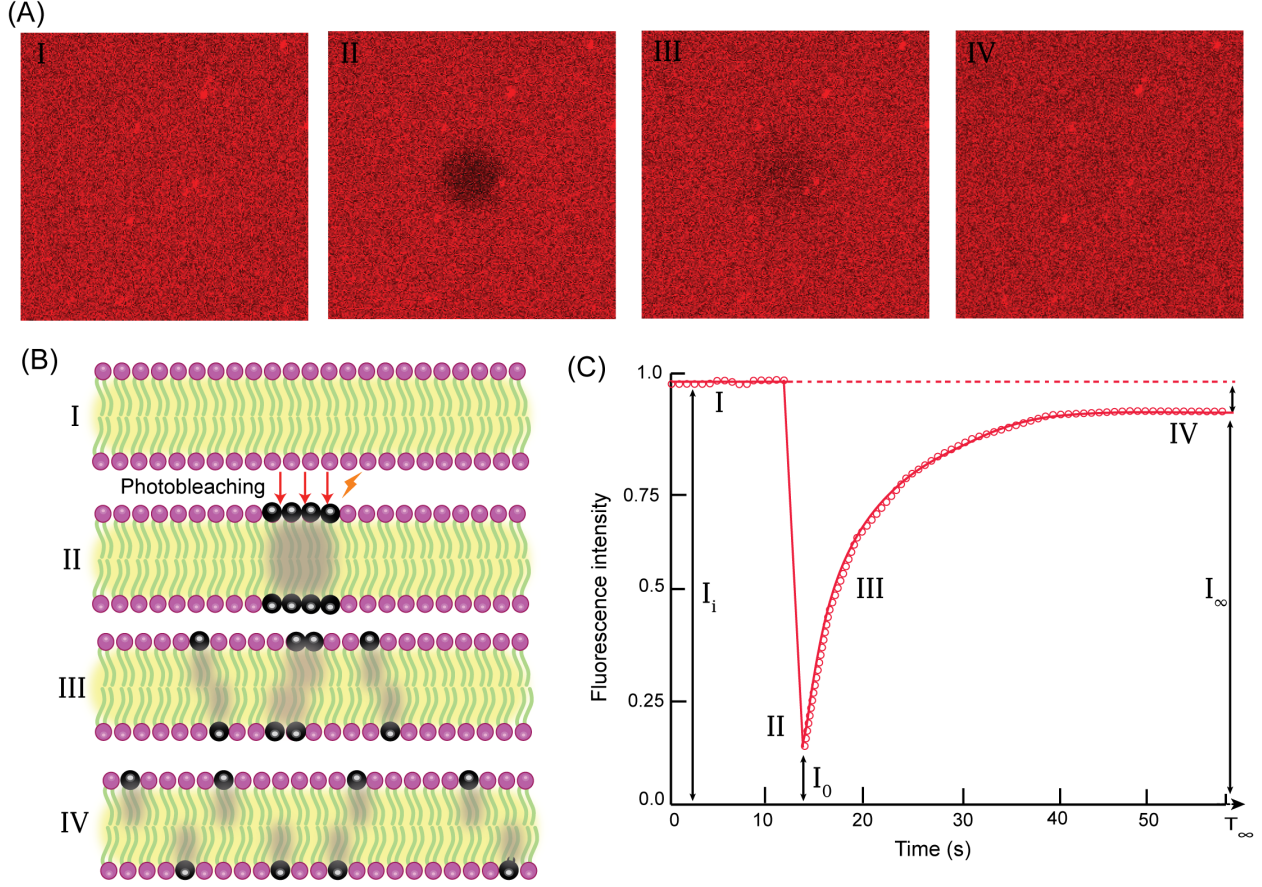 (A)
I
II
III
IV
(B)
I
Photobleaching
II
III
IV
(C)
Fluorescence intensity
1.0
0.75
0.5
0.25
0.0
I
II
III
IV
Iᵢ
I₀
I∞
0
10
20
30
40
50
T∞
Time (s)